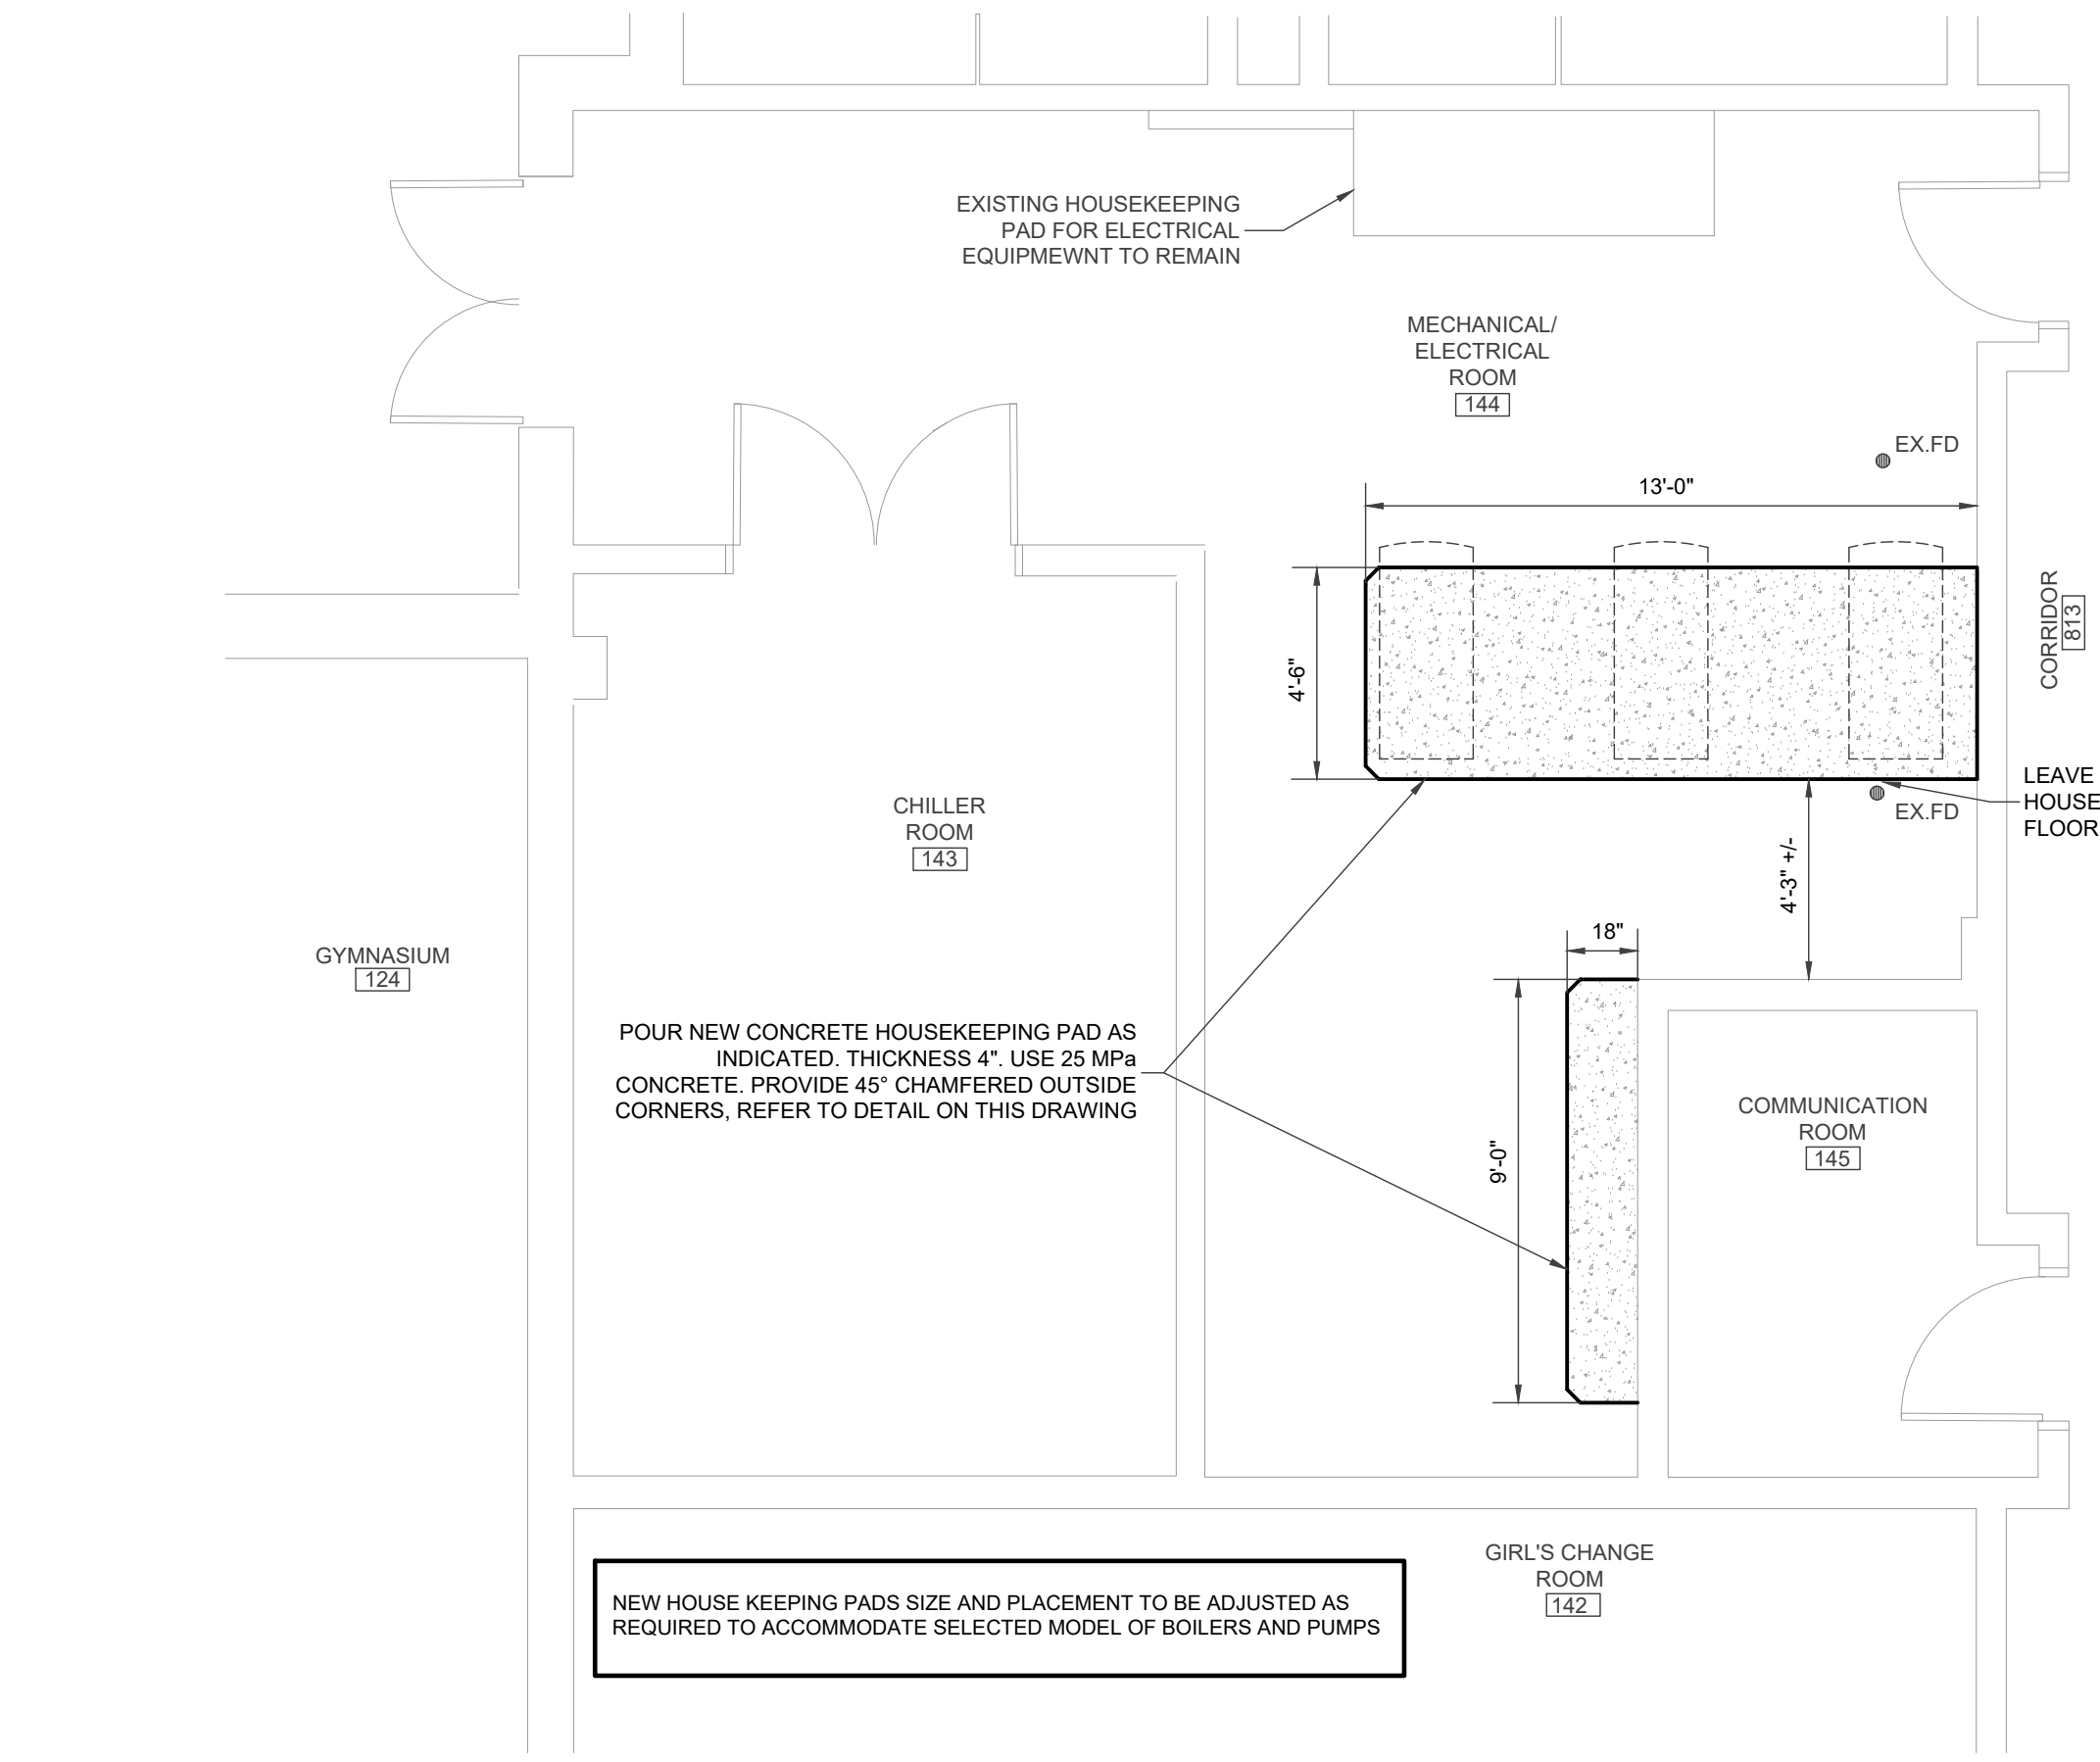 EXISTING HOUSEKEEPING
PAD FOR ELECTRICAL
EQUIPMEWNT TO REMAIN
MECHANICAL/
ELECTRICAL
ROOM
144
EX.FD
13'-0"
4'-6"
CORRIDOR
813
LEAVE
HOUSE
FLOOR
EX.FD
4'-3" +/-
CHILLER
ROOM
143
18"
GYMNASIUM
124
POUR NEW CONCRETE HOUSEKEEPING PAD AS
INDICATED. THICKNESS 4". USE 25 MPa
CONCRETE. PROVIDE 45° CHAMFERED OUTSIDE
CORNERS, REFER TO DETAIL ON THIS DRAWING
9'-0"
COMMUNICATION
ROOM
145
GIRL'S CHANGE
ROOM
142
NEW HOUSE KEEPING PADS SIZE AND PLACEMENT TO BE ADJUSTED AS
REQUIRED TO ACCOMMODATE SELECTED MODEL OF BOILERS AND PUMPS